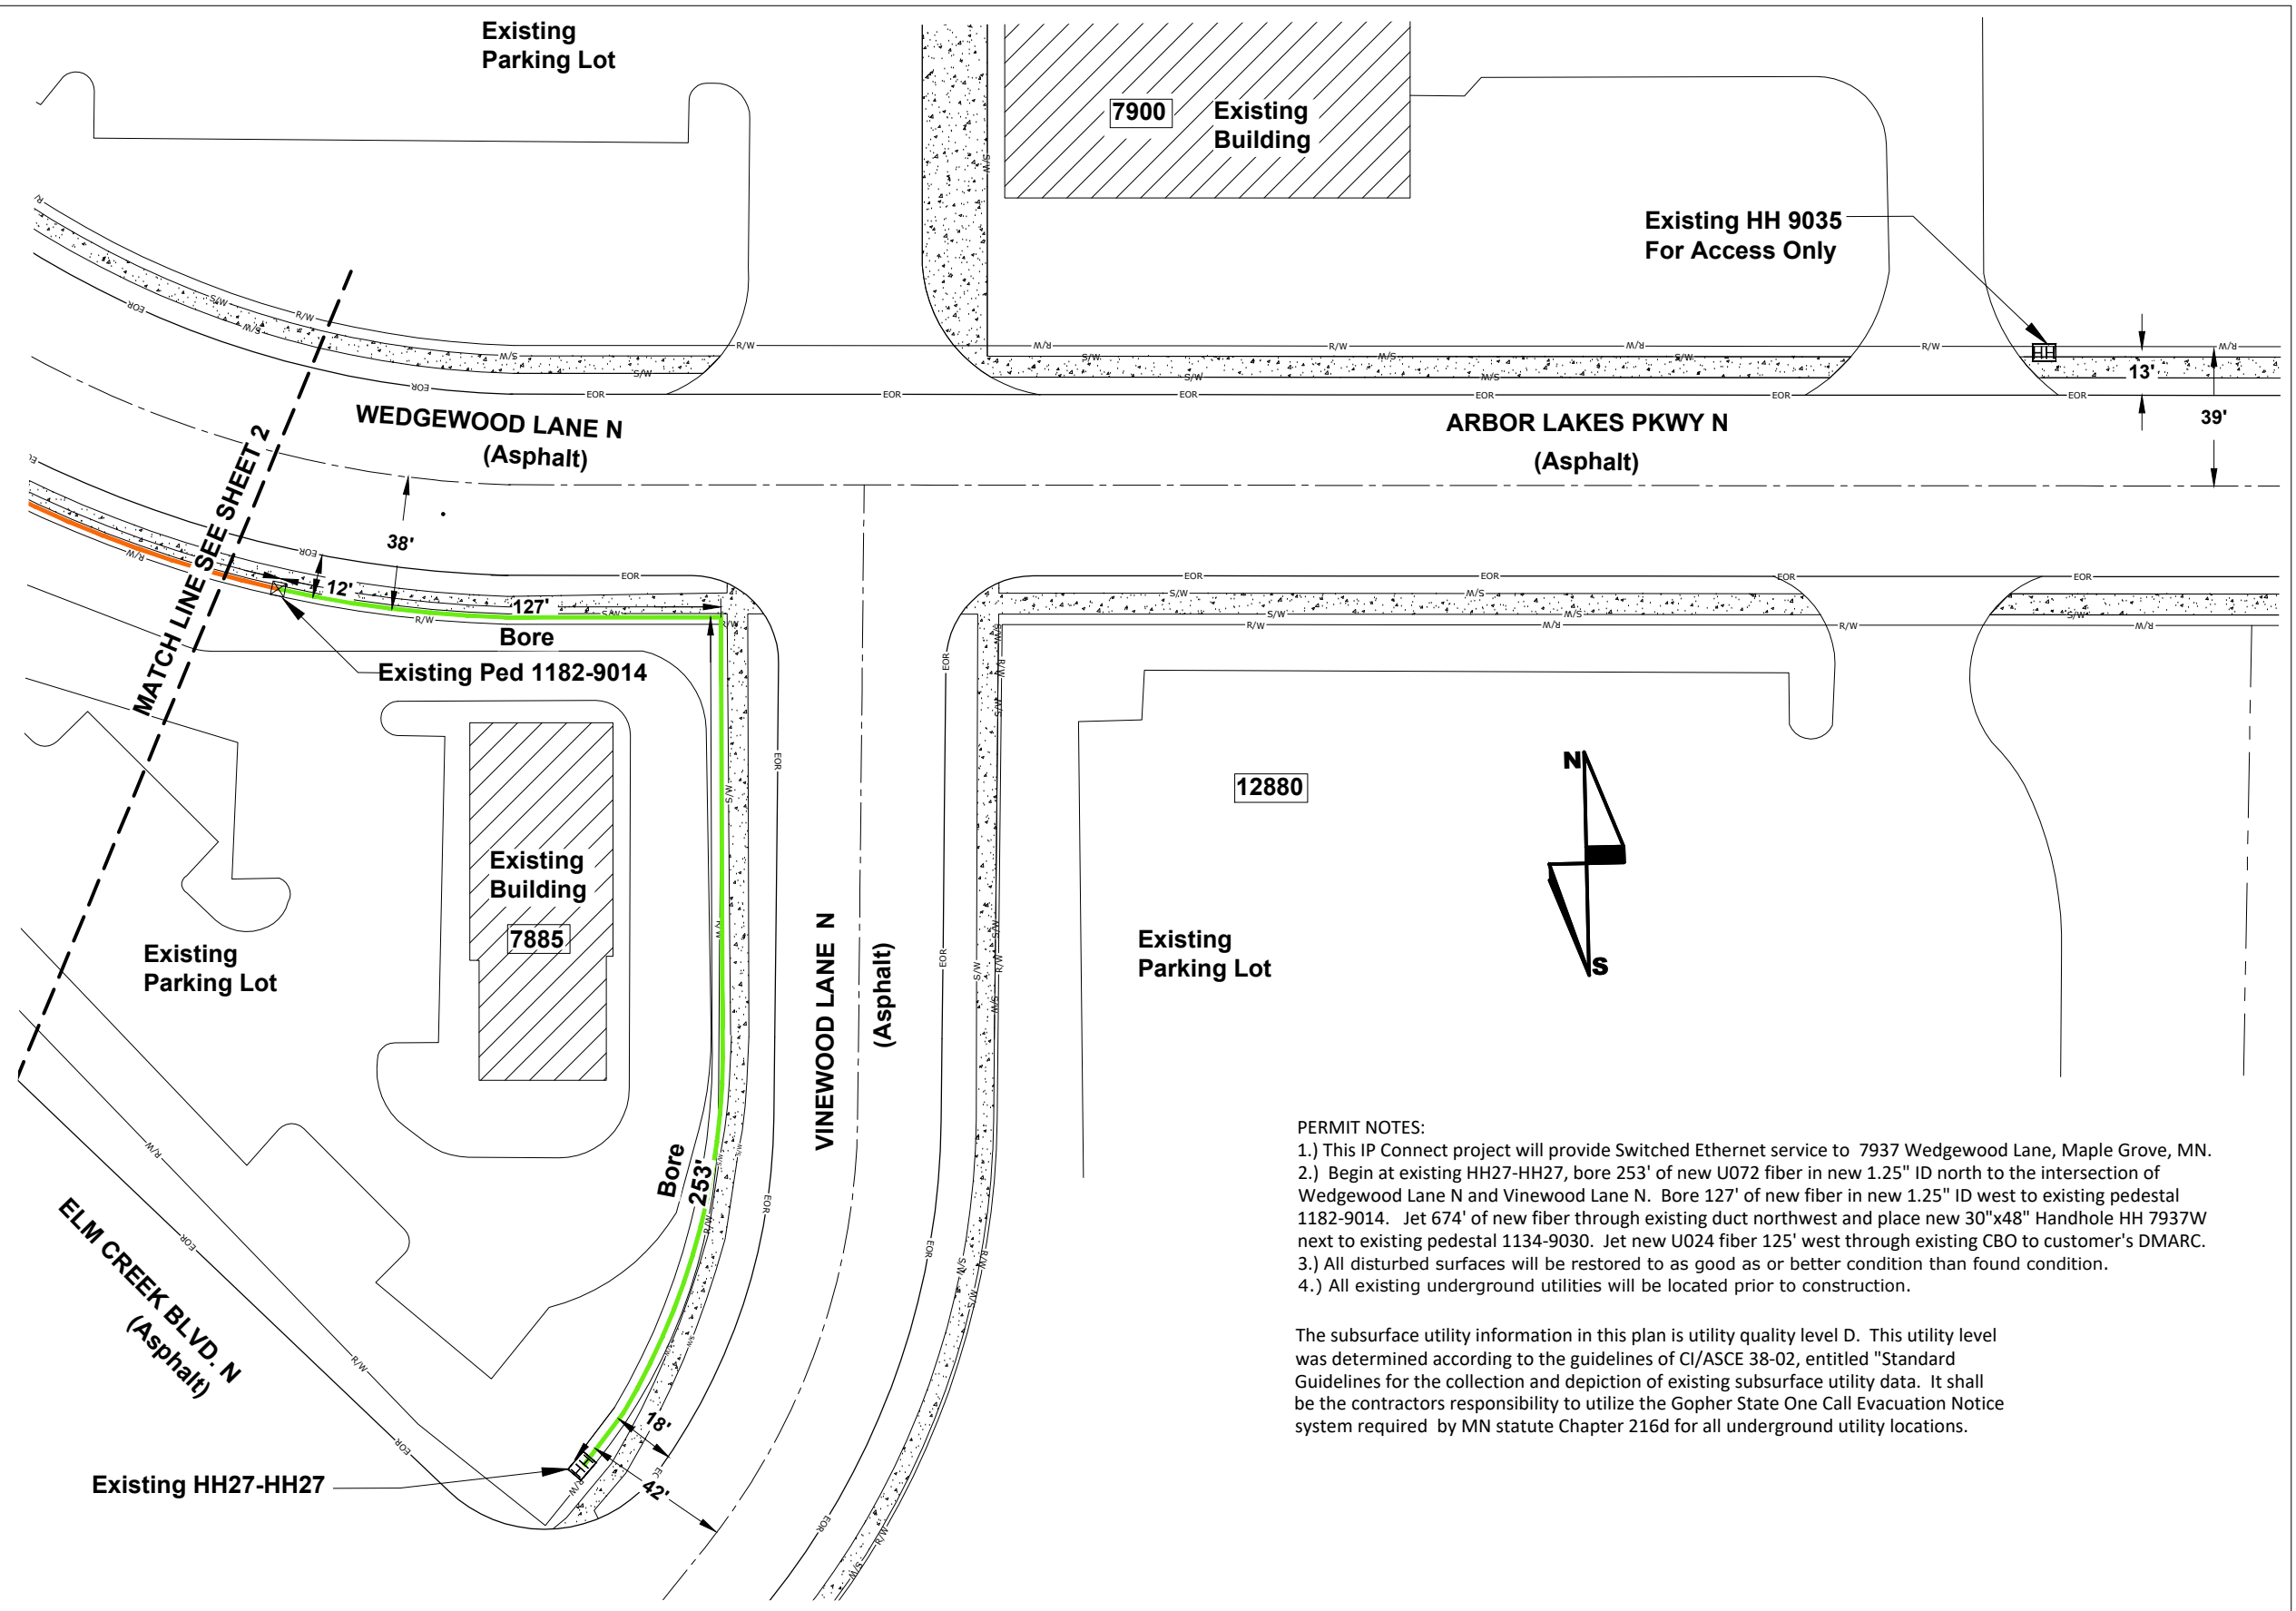 Existing
Parking Lot
7900
Existing
Building
Existing HH 9035
For Access Only
S/W
R/W
EOR
13'
39'
WEDGEWOOD LANE N
(Asphalt)
ARBOR LAKES PKWY N
(Asphalt)
MATCH LINE SEE SHEET 2
38'
12'
127'
Bore
Existing Ped 1182-9014
12880
N
S
Existing
Building
7885
Existing
Parking Lot
VINEWOOD LANE N
(Asphalt)
Existing
Parking Lot
Bore
253'
ELM CREEK BLVD. N
(Asphalt)
18'
42'
HH
Existing HH27-HH27
PERMIT NOTES:
1.) This IP Connect project will provide Switched Ethernet service to 7937 Wedgewood Lane, Maple Grove, MN.
2.) Begin at existing HH27-HH27, bore 253' of new U072 fiber in new 1.25" ID north to the intersection of
Wedgewood Lane N and Vinewood Lane N. Bore 127' of new fiber in new 1.25" ID west to existing pedestal
1182-9014. Jet 674' of new fiber through existing duct northwest and place new 30"x48" Handhole HH 7937W
next to existing pedestal 1134-9030. Jet new U024 fiber 125' west through existing CBO to customer's DMARC.
3.) All disturbed surfaces will be restored to as good as or better condition than found condition.
4.) All existing underground utilities will be located prior to construction.
The subsurface utility information in this plan is utility quality level D. This utility level
was determined according to the guidelines of CI/ASCE 38-02, entitled "Standard
Guidelines for the collection and depiction of existing subsurface utility data. It shall
be the contractors responsibility to utilize the Gopher State One Call Evacuation Notice
system required by MN statute Chapter 216d for all underground utility locations.